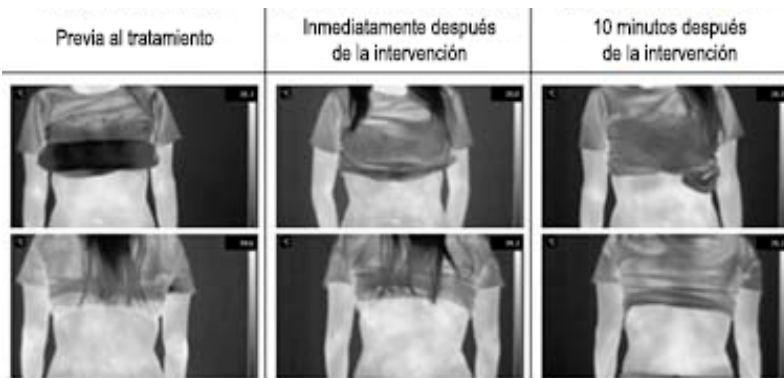 Previa al tratamiento
Inmediatamente después
de la intervención
10 minutos después
de la intervención